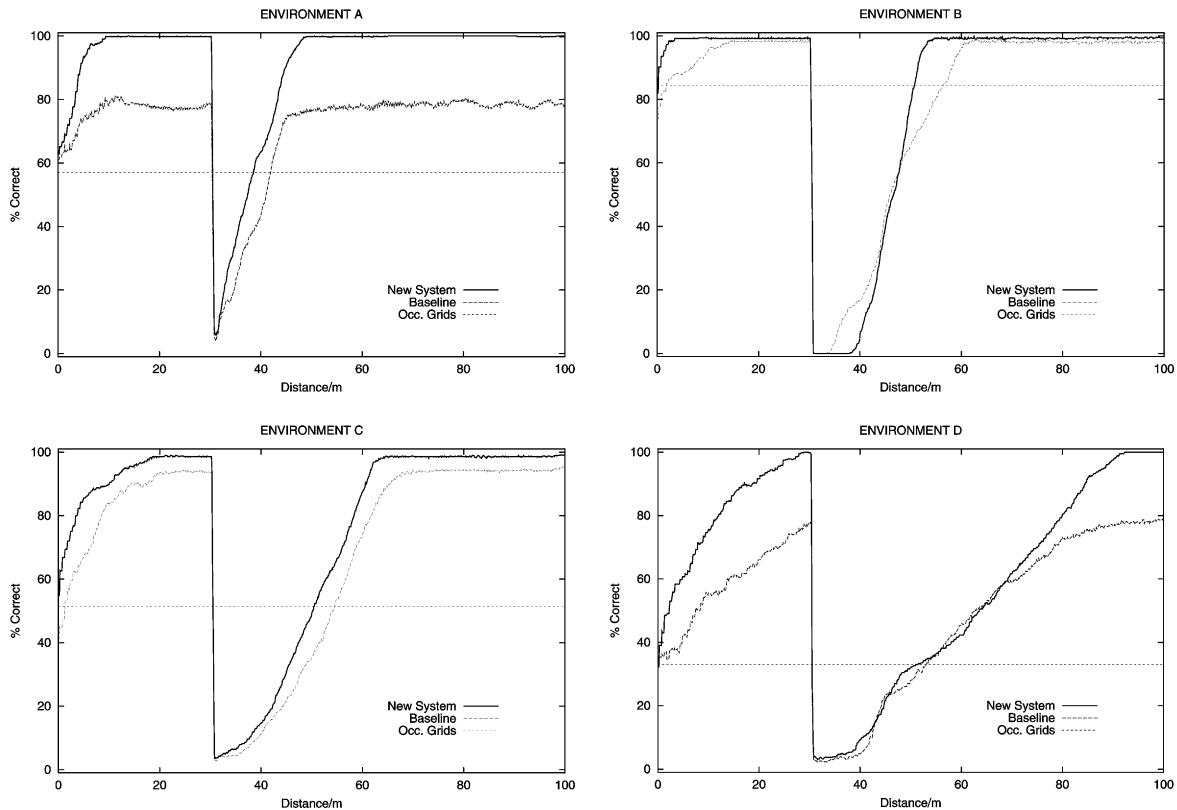 ENVIRONMENT A
100
80
60
40
20
0
% Correct
New System
Baseline
Occ. Grids
0 20 40 60 80 100
Distance/m
ENVIRONMENT B
100
80
60
40
20
0
% Correct
New System
Baseline
Occ. Grids
0 20 40 60 80 100
Distance/m
ENVIRONMENT C
100
80
60
40
20
0
% Correct
New System
Baseline
Occ. Grids
0 20 40 60 80 100
Distance/m
ENVIRONMENT D
100
80
60
40
20
0
% Correct
New System
Baseline
Occ. Grids
0 20 40 60 80 100
Distance/m